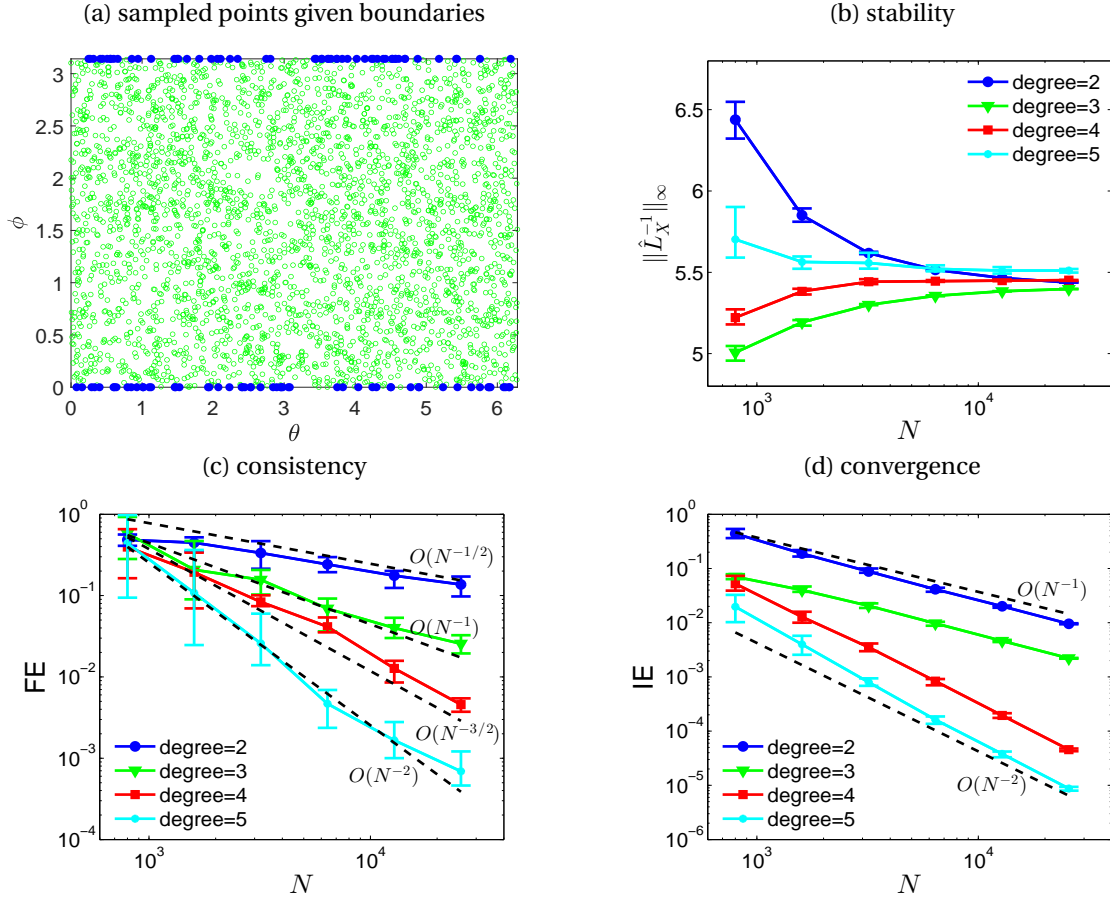 (a) sampled points given boundaries
3
2.5
2
1.5
1
0.5
0
0 1 2 3 4 5 6
ϕ
θ
(b) stability
6.5
6
5.5
5
10^3 10^4
‖L̂_X^{-1}‖_∞
N
degree=2
degree=3
degree=4
degree=5
(c) consistency
10^0
10^{-1}
10^{-2}
10^{-3}
10^{-4}
10^3 10^4
FE
N
O(N^{-1/2})
O(N^{-1})
O(N^{-3/2})
O(N^{-2})
degree=2
degree=3
degree=4
degree=5
(d) convergence
10^0
10^{-1}
10^{-2}
10^{-3}
10^{-4}
10^{-5}
10^{-6}
10^3 10^4
IE
N
O(N^{-1})
O(N^{-2})
degree=2
degree=3
degree=4
degree=5